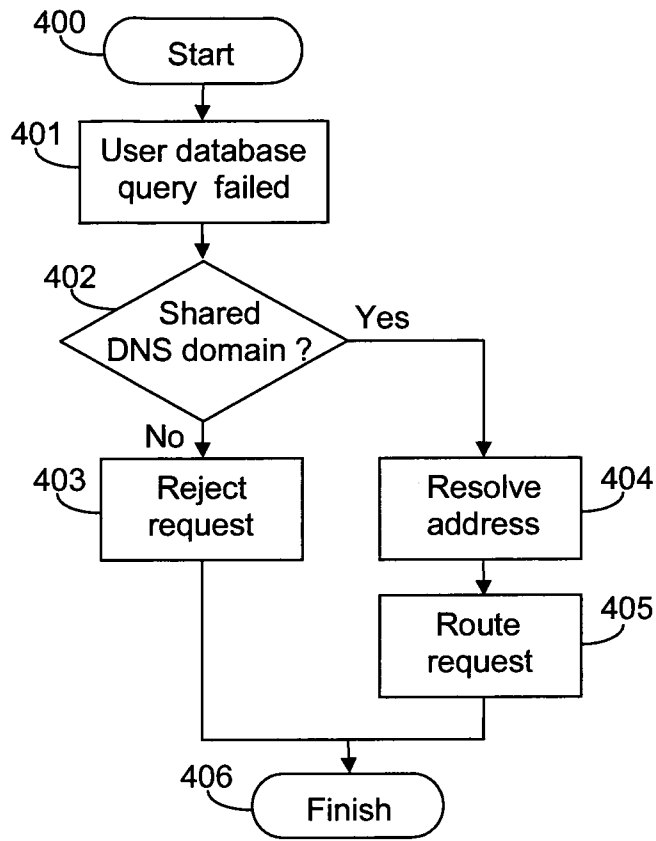 400
Start
401
User database
query failed
402
Shared
DNS domain ?
Yes
No
403
Reject
request
Resolve
address
404
Route
request
405
406
Finish